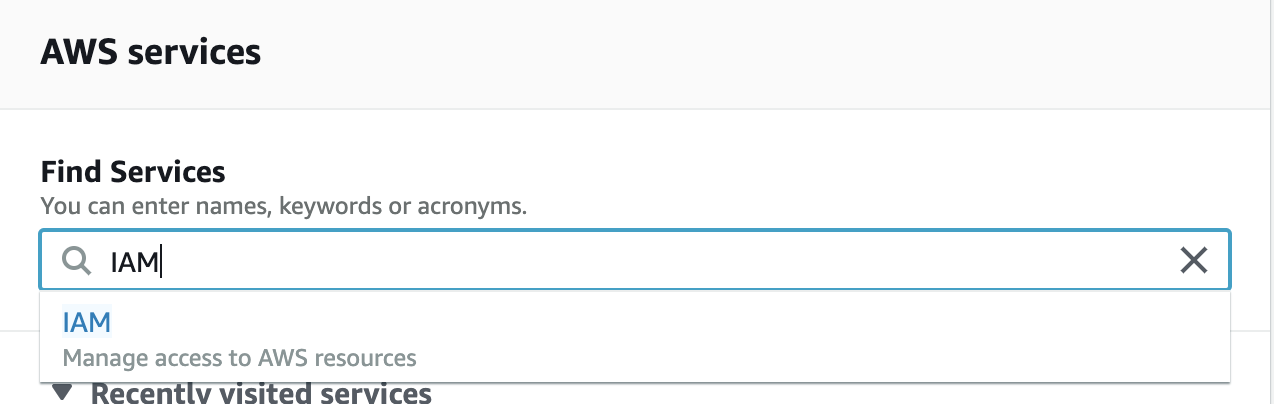 AWS services
Find Services
You can enter names, keywords or acronyms.
IAM
IAM
Manage access to AWS resources
Recently visited services